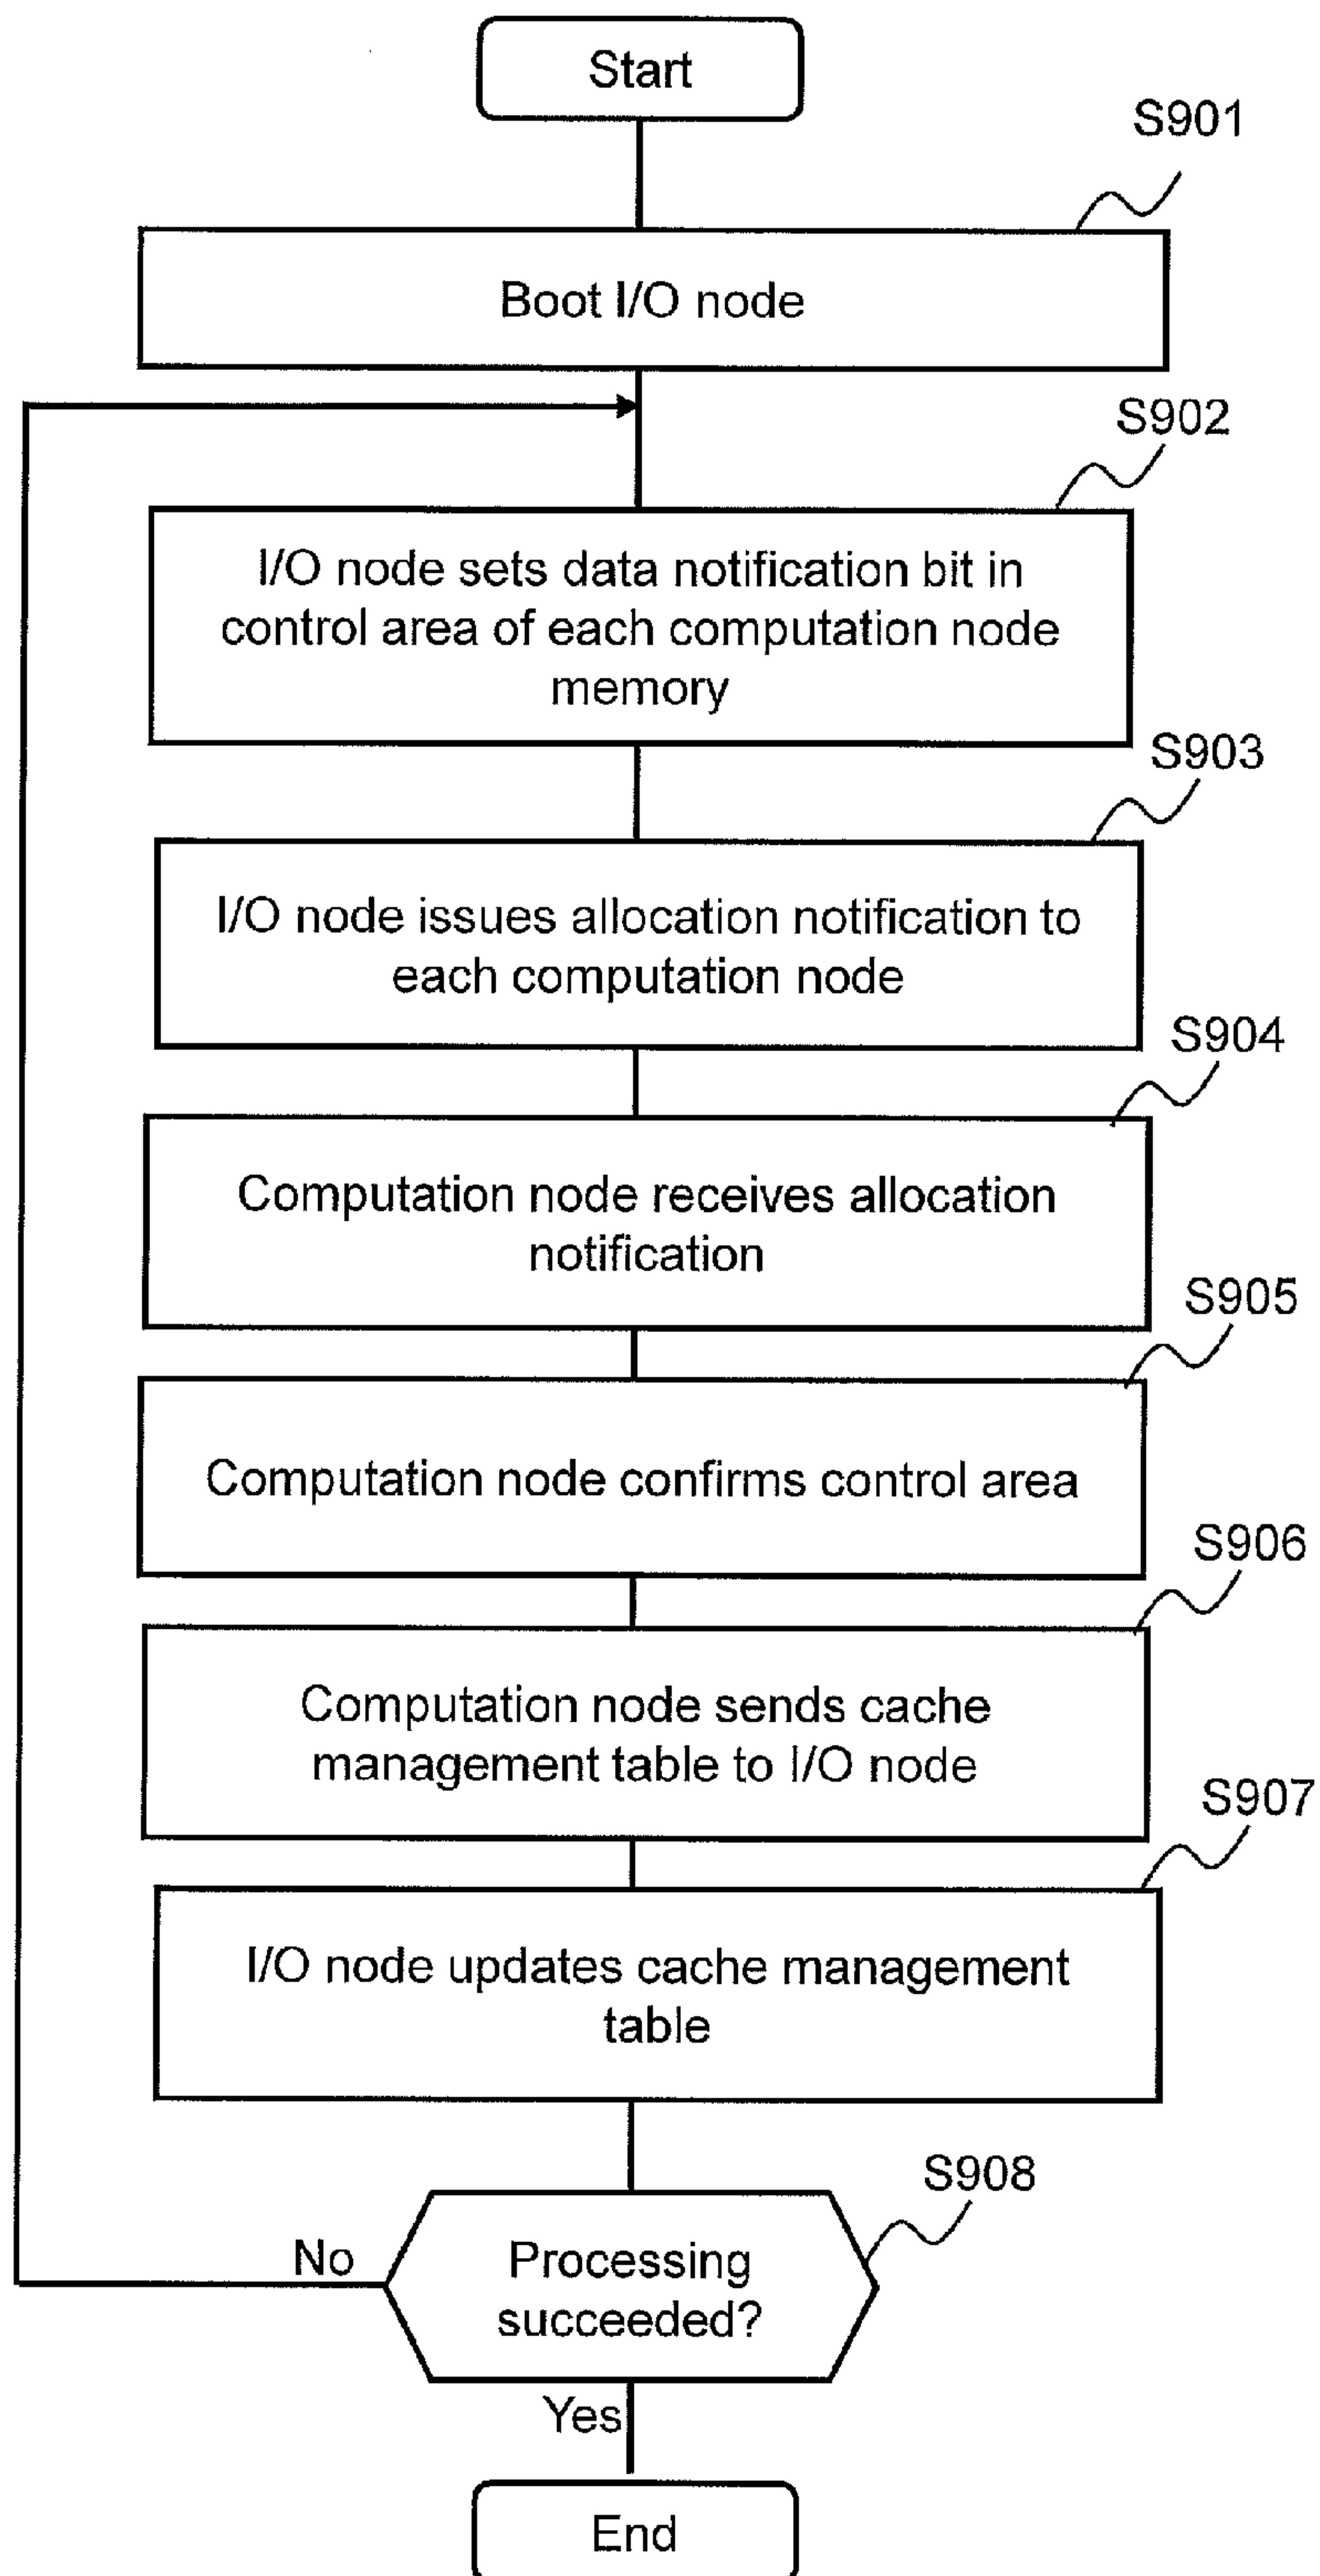 Start
S901
Boot I/O node
S902
I/O node sets data notification bit in
control area of each computation node
memory
S903
I/O node issues allocation notification to
each computation node
S904
Computation node receives allocation
notification
S905
Computation node confirms control area
S906
Computation node sends cache
management table to I/O node
S907
I/O node updates cache management
table
S908
No
Processing
succeeded?
Yes
End